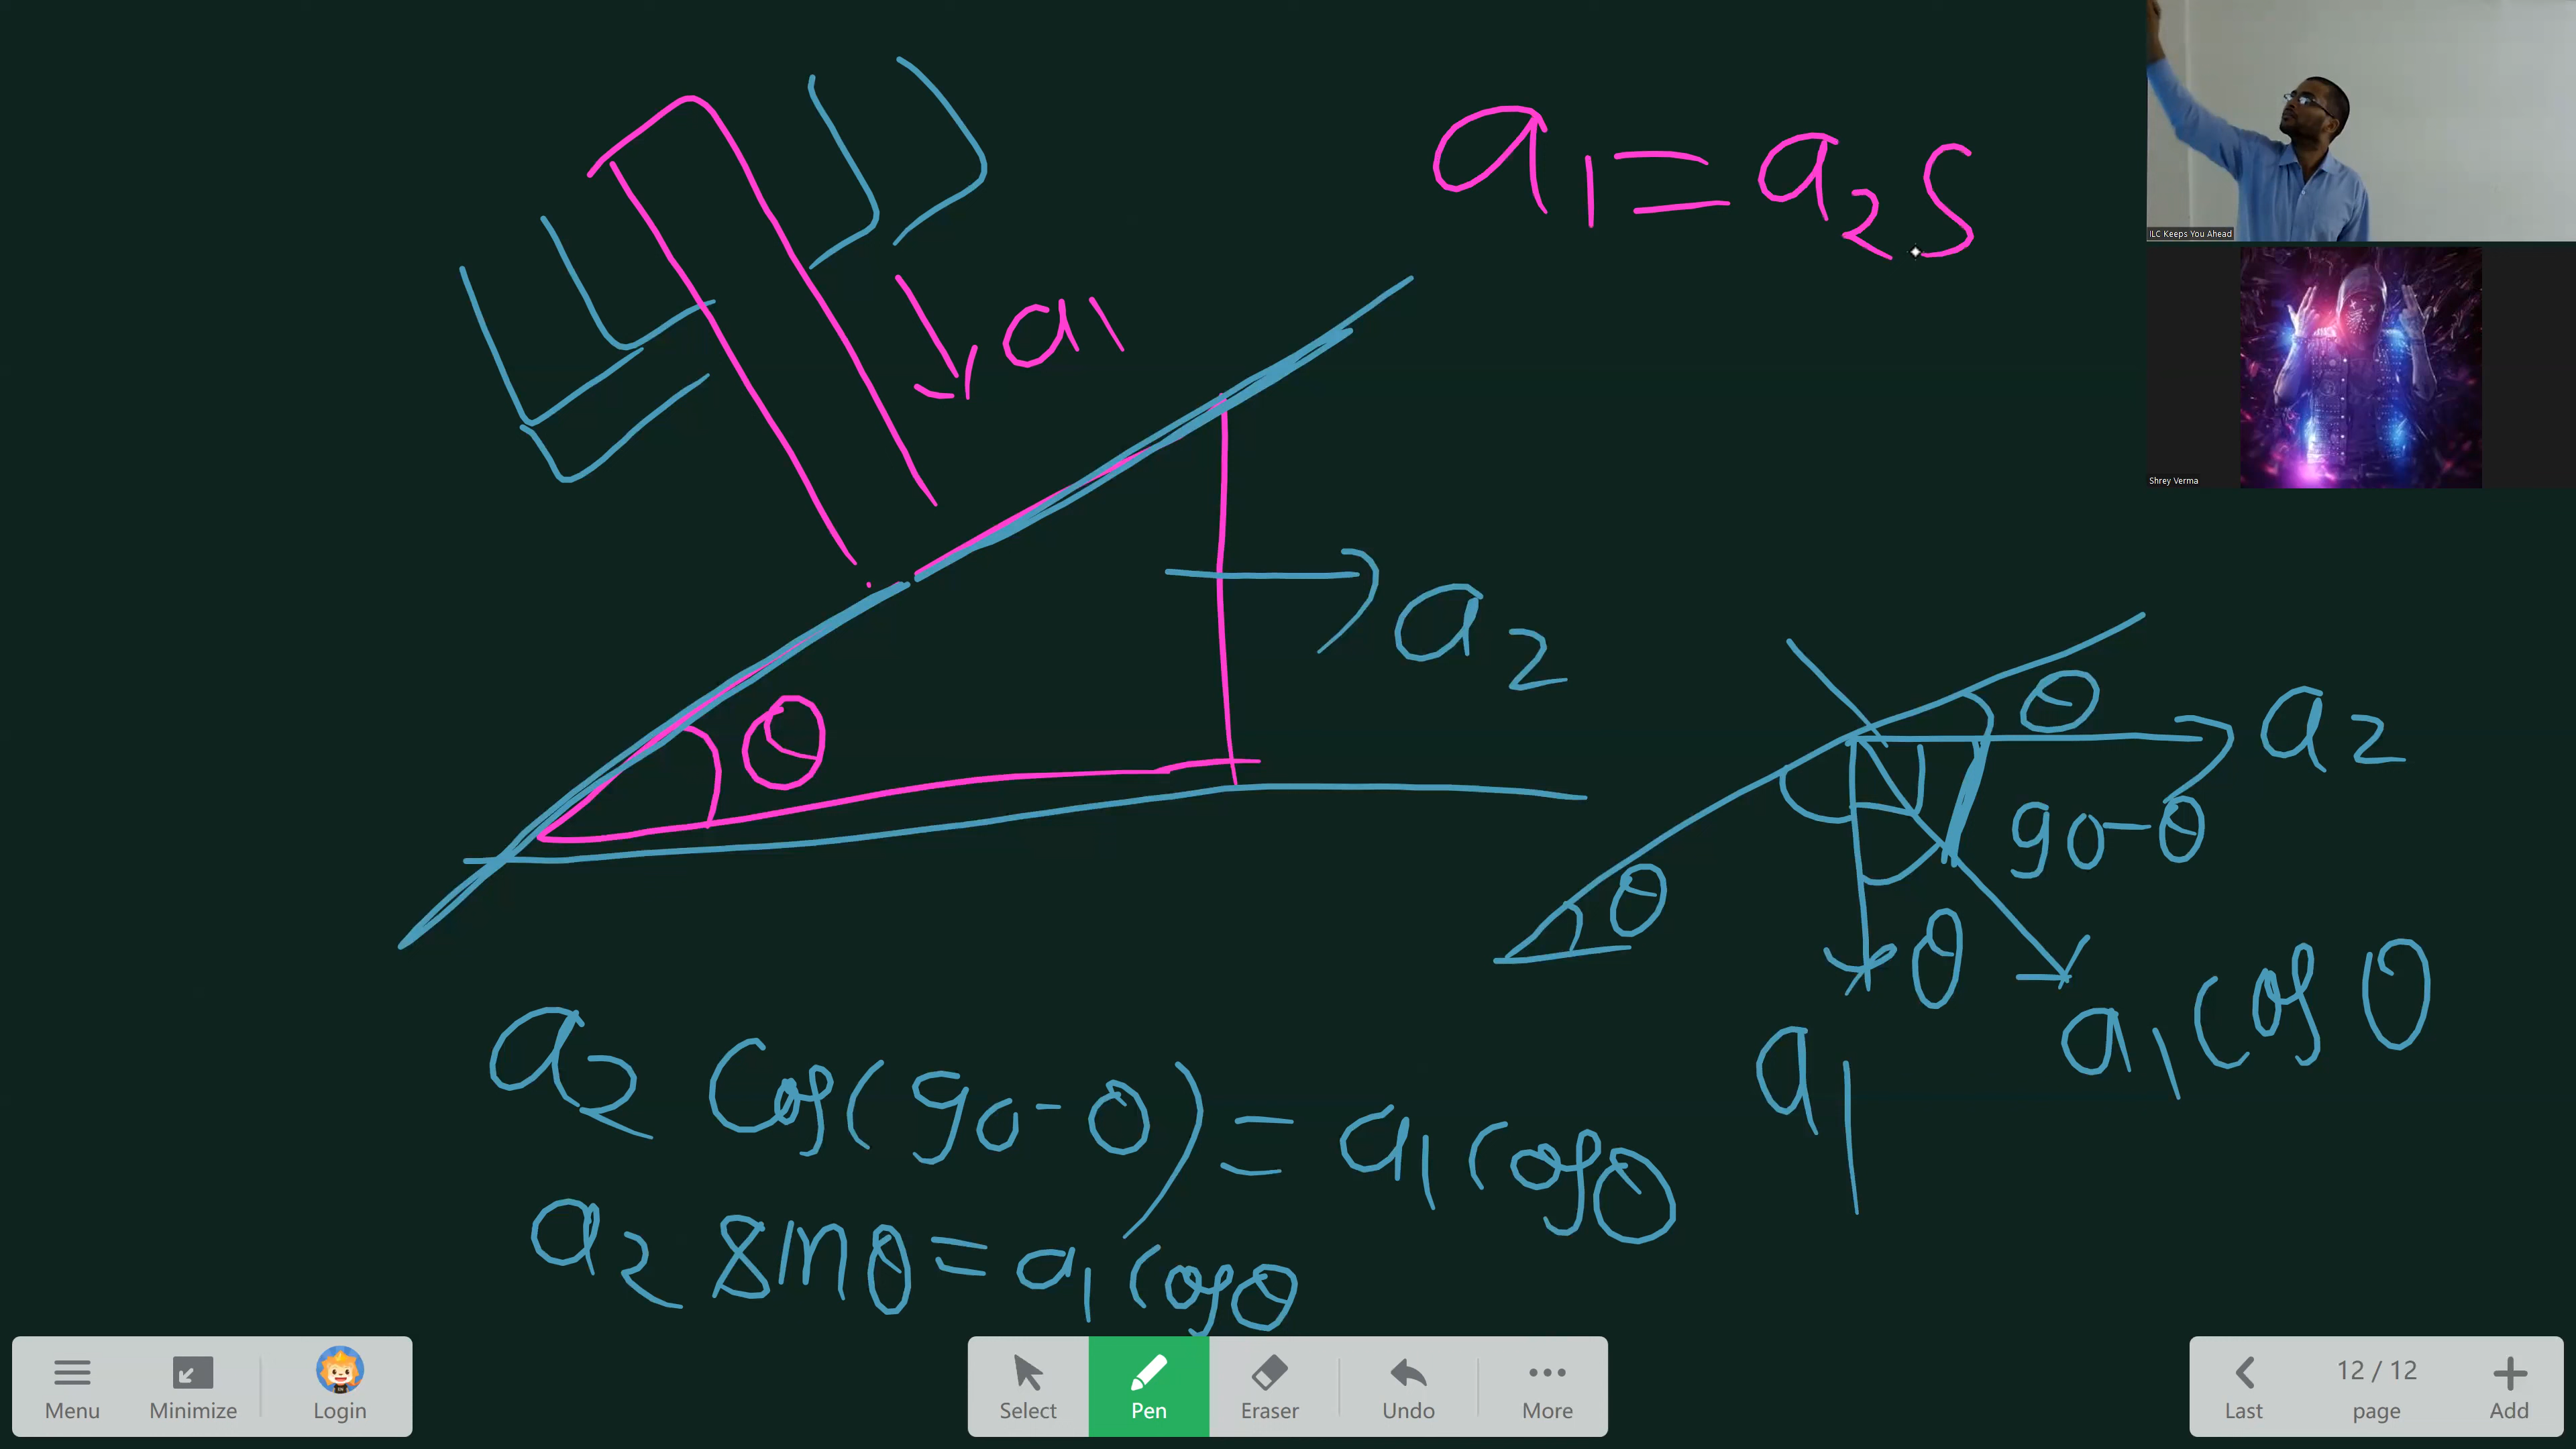 a1 = a2 s
ILC Keeps You Ahead
a1
Shrey Verma
a2
θ
θ
a2
90-θ
θ
θ
a1 cos θ
a1
a2 cos(90-θ) = a1 cosθ
a2 sinθ = a1 cosθ
Menu Minimize Login Select Pen Eraser Undo More Last 12 / 12 page Add